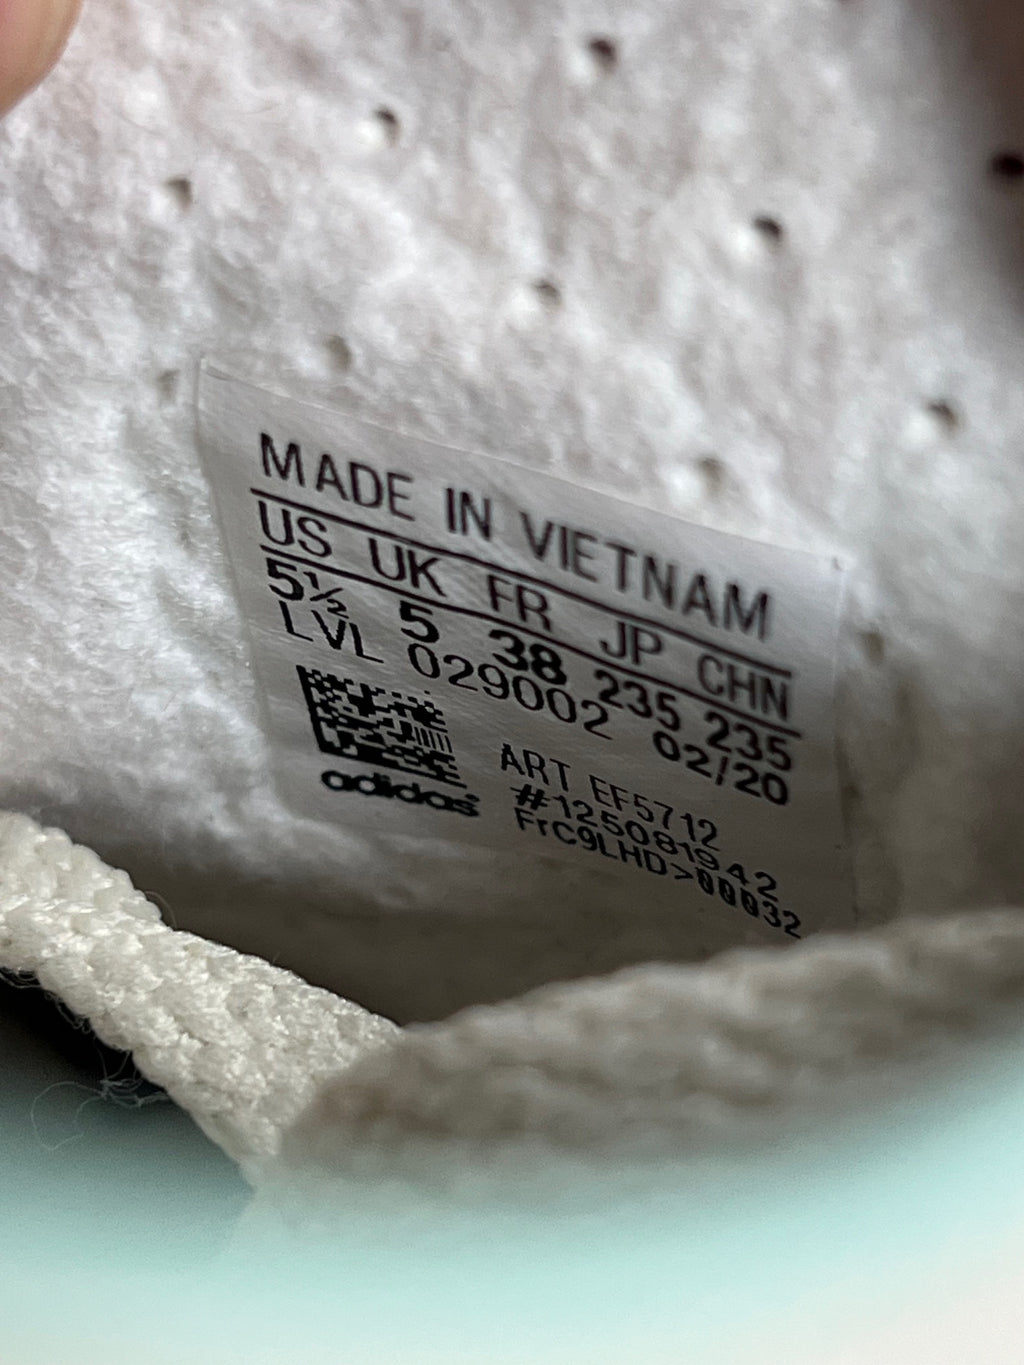 MADE IN VIETNAM
US UK FR JP CHN
5½ 5 38 235 235
LVL 029002 02/20
ART EF5712
#125081942
FrC9LHD>00032
adidas